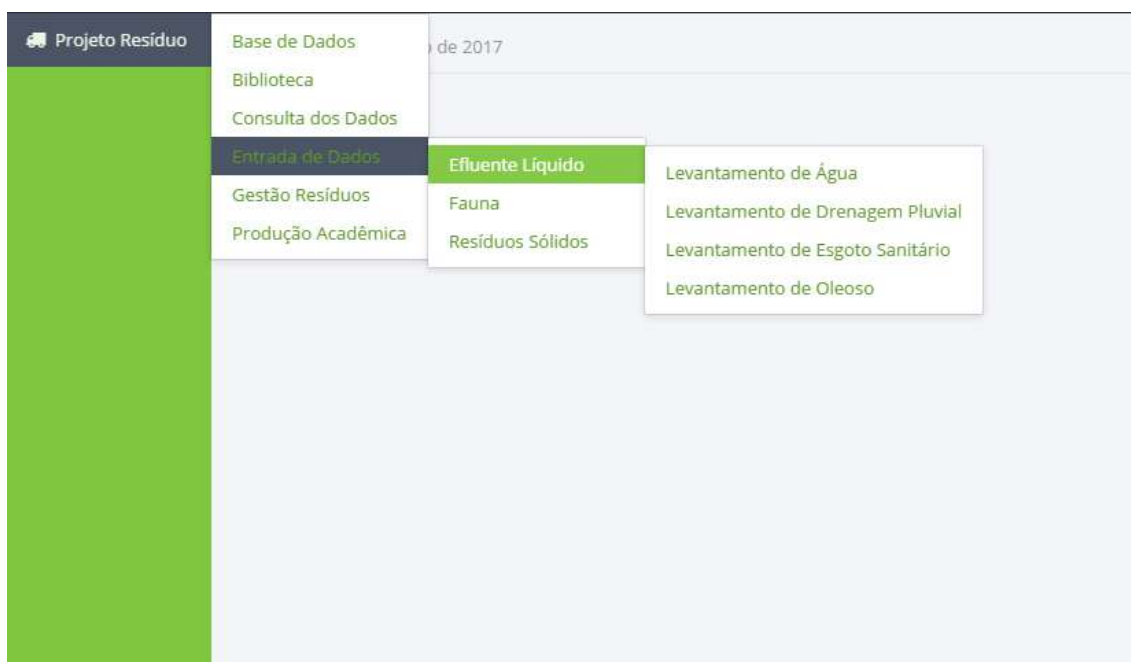 Projeto Resíduo
de 2017
Base de Dados
Biblioteca
Consulta dos Dados
Entrada de Dados
Gestão Resíduos
Produção Acadêmica
Efluente Líquido
Fauna
Resíduos Sólidos
Levantamento de Água
Levantamento de Drenagem Pluvial
Levantamento de Esgoto Sanitário
Levantamento de Oleoso